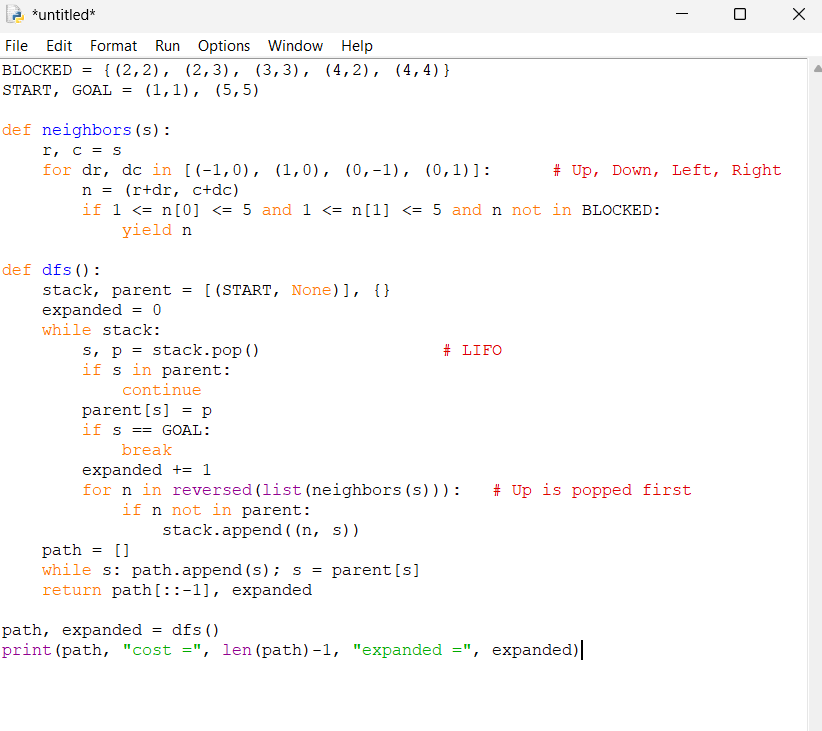 *untitled*
File Edit Format Run Options Window Help
BLOCKED = {(2,2), (2,3), (3,3), (4,2), (4,4)}
START, GOAL = (1,1), (5,5)

def neighbors(s):
    r, c = s
    for dr, dc in [(-1,0), (1,0), (0,-1), (0,1)]:      # Up, Down, Left, Right
        n = (r+dr, c+dc)
        if 1 <= n[0] <= 5 and 1 <= n[1] <= 5 and n not in BLOCKED:
            yield n

def dfs():
    stack, parent = [(START, None)], {}
    expanded = 0
    while stack:
        s, p = stack.pop()                  # LIFO
        if s in parent:
            continue
        parent[s] = p
        if s == GOAL:
            break
        expanded += 1
        for n in reversed(list(neighbors(s))):   # Up is popped first
            if n not in parent:
                stack.append((n, s))
    path = []
    while s: path.append(s); s = parent[s]
    return path[::-1], expanded

path, expanded = dfs()
print(path, "cost =", len(path)-1, "expanded =", expanded)